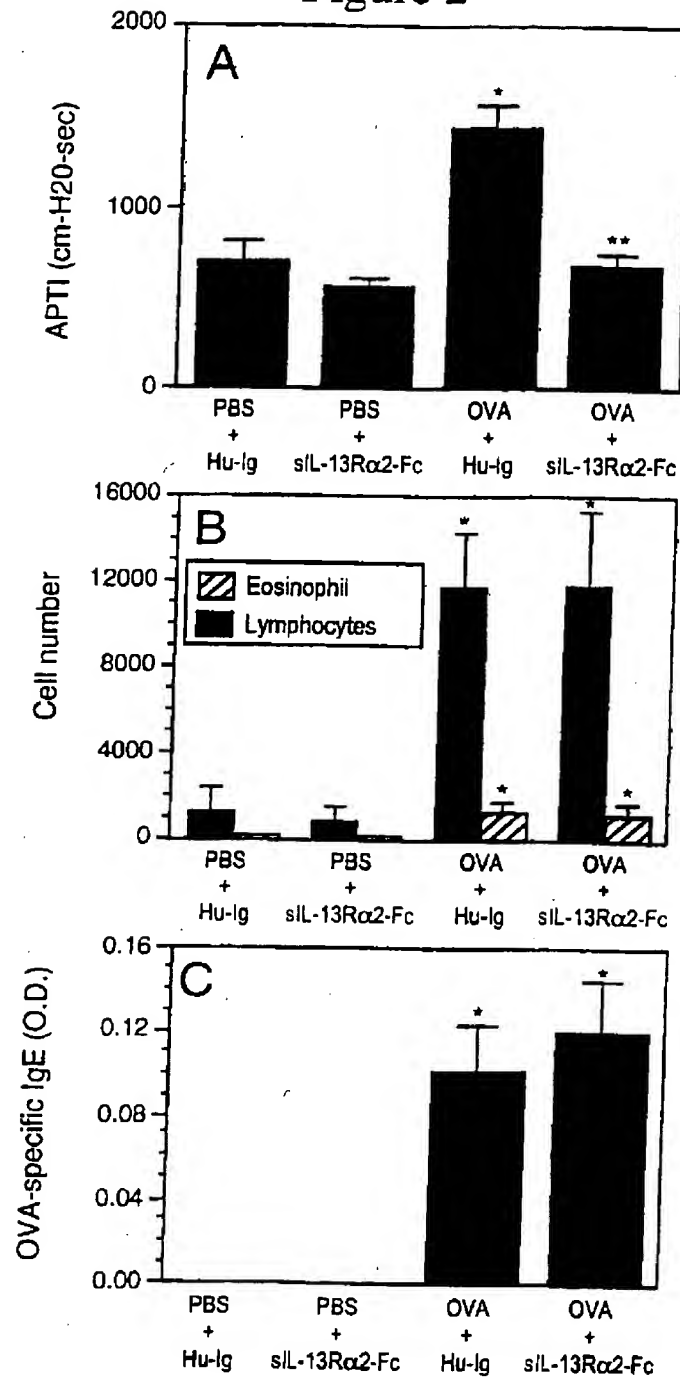 Figure 2
2000
A
*
APTI (cm-H20-sec)
1000
**
0
PBS PBS OVA OVA
+ + + +
Hu-Ig sIL-13Rα2-Fc Hu-Ig sIL-13Rα2-Fc
16000
B
* *
Eosinophil
12000
Lymphocytes
Cell number
8000
4000
* *
0
PBS PBS OVA OVA
+ + + +
Hu-Ig sIL-13Rα2-Fc Hu-Ig sIL-13Rα2-Fc
0.16
C
* *
OVA-specific IgE (O.D.)
0.12
0.08
0.04
0.00
PBS PBS OVA OVA
+ + + +
Hu-Ig sIL-13Rα2-Fc Hu-Ig sIL-13Rα2-Fc